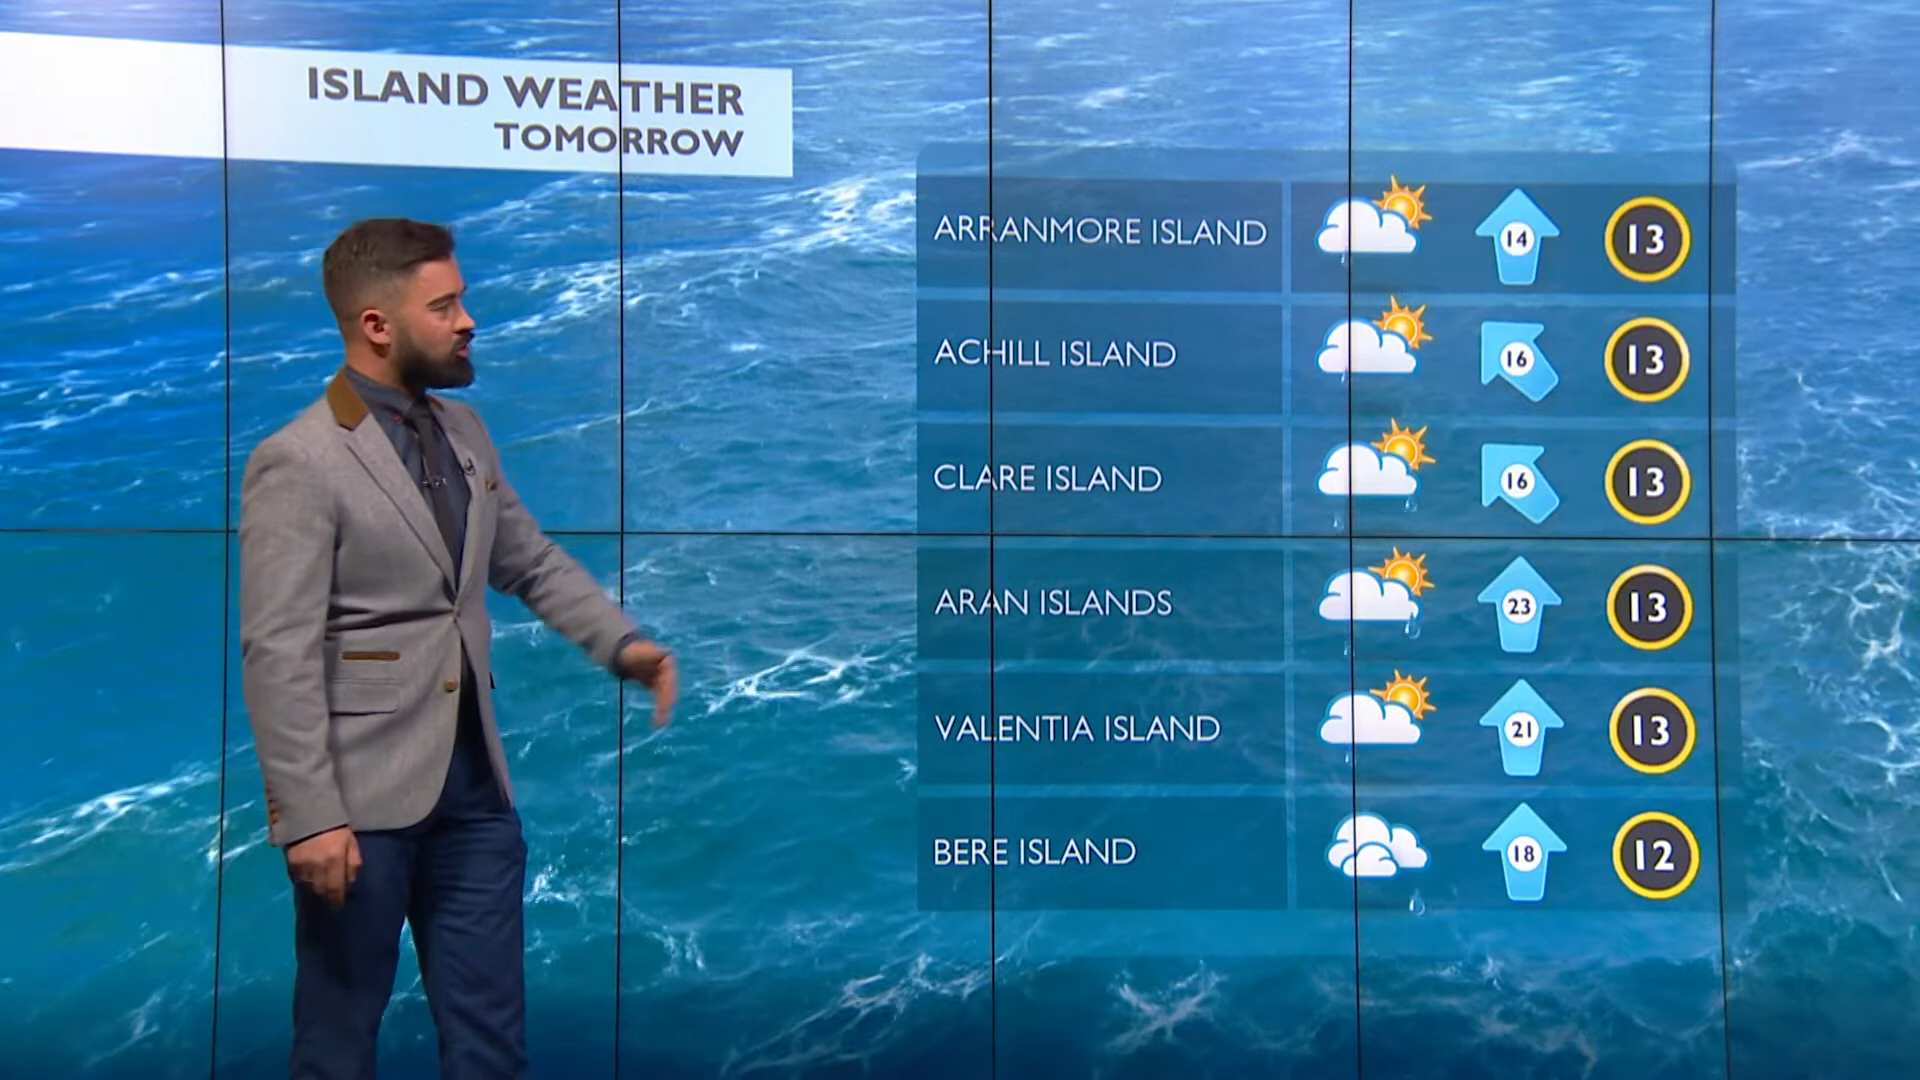 ISLAND WEATHER
TOMORROW
ARRANMORE ISLAND 14 13
ACHILL ISLAND 16 13
CLARE ISLAND 16 13
ARAN ISLANDS 23 13
VALENTIA ISLAND 21 13
BERE ISLAND 18 12